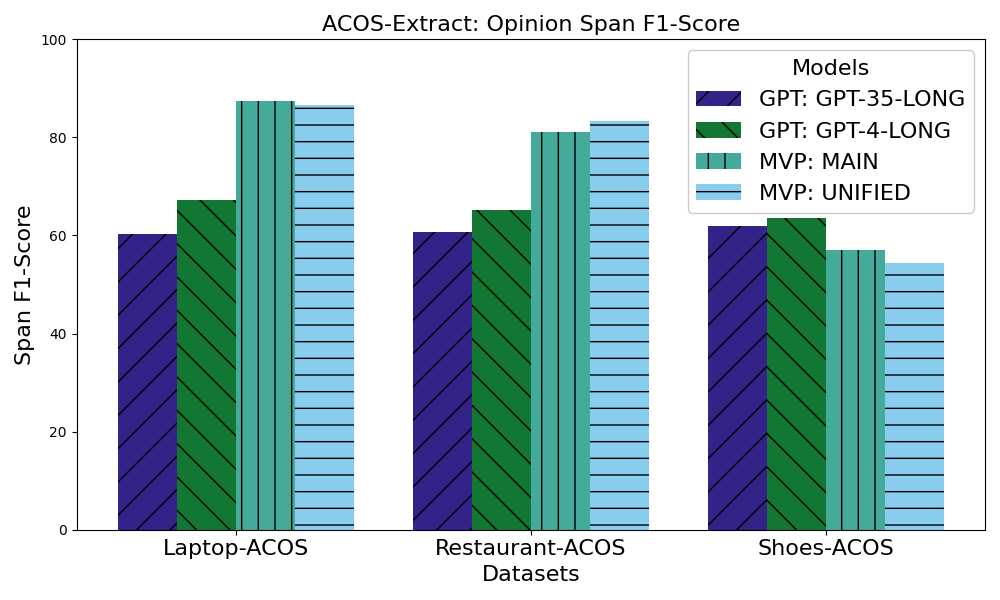 ACOS-Extract: Opinion Span F1-Score
Span F1-Score
100
80
60
40
20
0
Models
GPT: GPT-35-LONG
GPT: GPT-4-LONG
MVP: MAIN
MVP: UNIFIED
Laptop-ACOS
Restaurant-ACOS
Shoes-ACOS
Datasets